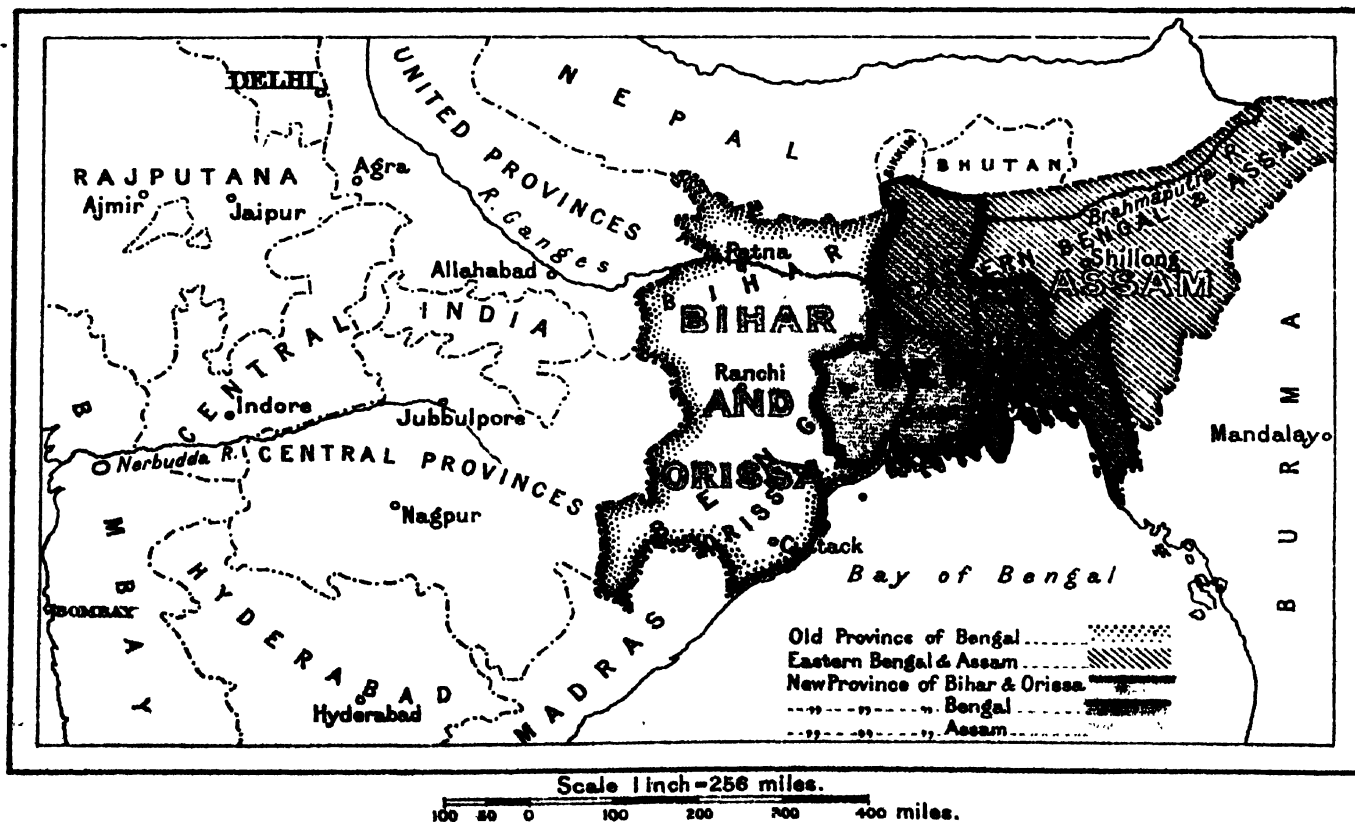 DELHI
UNITED PROVINCES
NEPAL
SIKKIM
BHUTAN
RAJPUTANA
Ajmir
Jaipur
Agra
R. Ganges
Patna
BIHAR
Allahabad
Brahmaputra R.
BENGAL & ASSAM
Shillong
ASSAM
CENTRAL INDIA
BIHAR
Ranchi
AND
ORISSA
Indore
Jubbulpore
Mandalay
BURMA
Nerbudda R.
CENTRAL PROVINCES
Nagpur
BENG
ORISSA
Cuttack
Bay of Bengal
BOMBAY
BOMBAY
HYDERABAD
Hyderabad
MADRAS
Old Province of Bengal
Eastern Bengal & Assam
New Province of Bihar & Orissa
" " " Bengal
" " " Assam
Scale 1 inch = 256 miles.
100 50 0 100 200 300 400 miles.